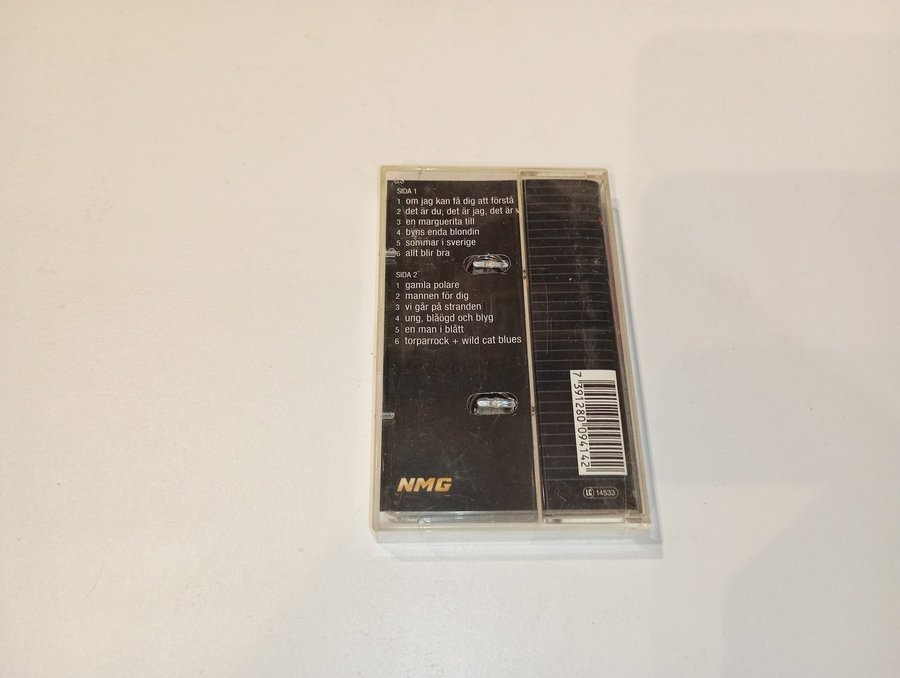 SIDA 1
1 om jag kan få dig att förstå
2 det är du, det är jag, det är
3 en marguerita till
4 byns enda blondin
5 sommar i sverige
6 allt blir bra
SIDA 2
1 gamla polare
2 mannen för dig
3 vi går på stranden
4 ung, blåögd och blyg
5 en man i blått
6 torparrock + wild cat blues
NMG
7 391280 094142
LC 14533